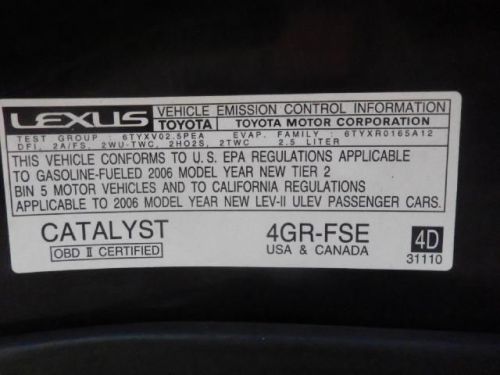 LEXUS VEHICLE EMISSION CONTROL INFORMATION
TOYOTA TOYOTA MOTOR CORPORATION
TEST GROUP : 6TYXV02.5PEA EVAP. FAMILY : 6TYXR0165A12
DFI, 2A/FS, 2WU-TWC, 2HO2S, 2TWC 2.5 LITER
THIS VEHICLE CONFORMS TO U.S. EPA REGULATIONS APPLICABLE
TO GASOLINE-FUELED 2006 MODEL YEAR NEW TIER 2
BIN 5 MOTOR VEHICLES AND TO CALIFORNIA REGULATIONS
APPLICABLE TO 2006 MODEL YEAR NEW LEV-II ULEV PASSENGER CARS.
CATALYST 4GR-FSE 4D
OBD II CERTIFIED USA & CANADA 31110